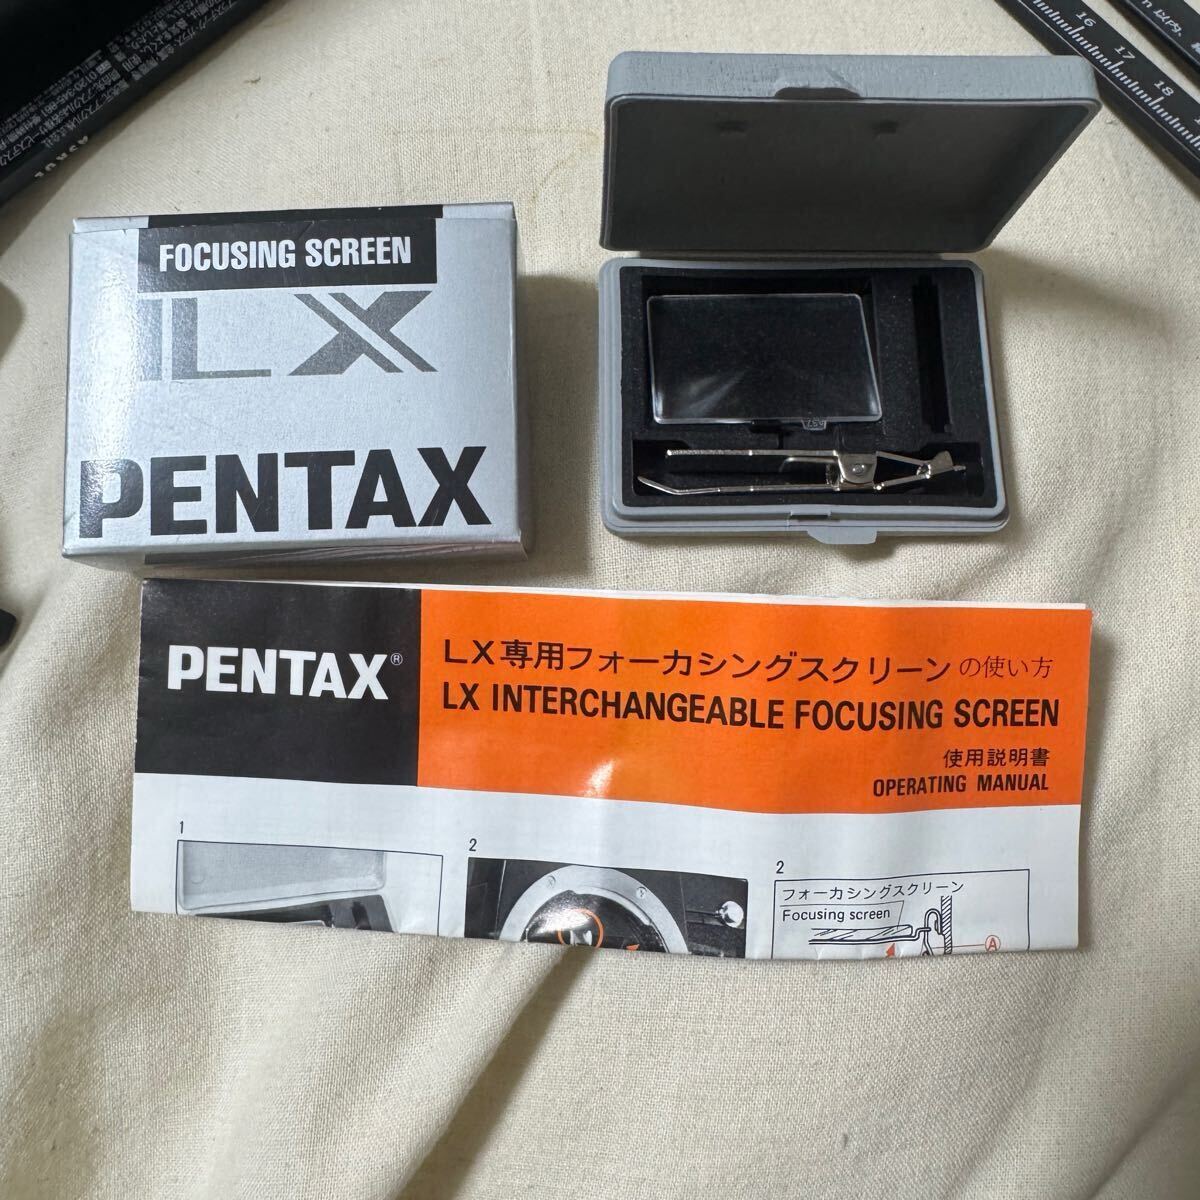 FOCUSING SCREEN
LX
PENTAX
PENTAX®
LX専用フォーカシングスクリーンの使い方
LX INTERCHANGEABLE FOCUSING SCREEN
使用説明書
OPERATING MANUAL
1
2
2
フォーカシングスクリーン
Focusing screen
A
16
17
18
ASKUL